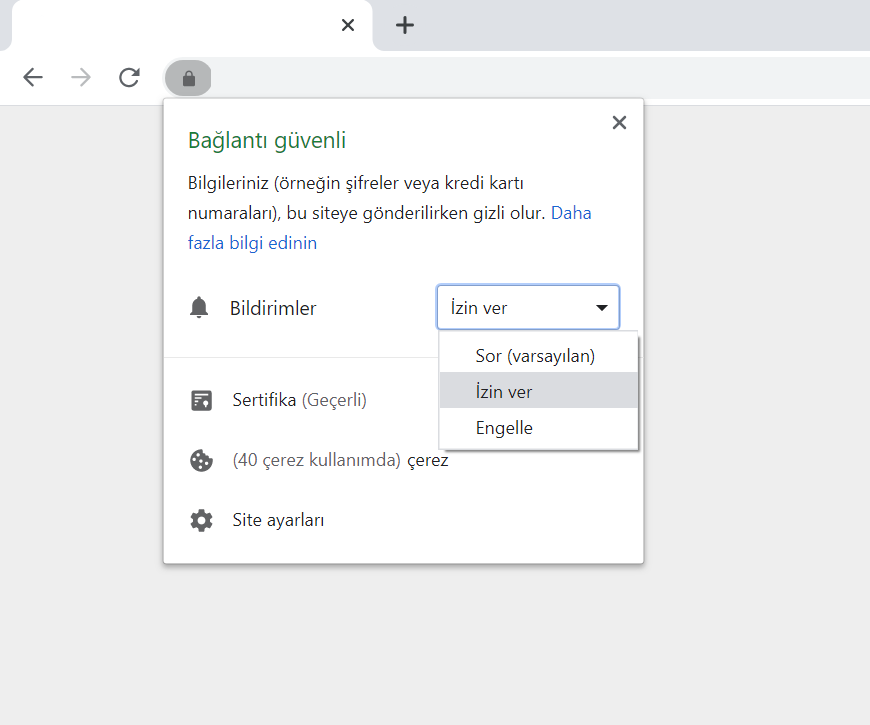 Bağlantı güvenli
Bilgileriniz (örneğin şifreler veya kredi kartı
numaraları), bu siteye gönderilirken gizli olur. Daha
fazla bilgi edinin
Bildirimler
İzin ver
Sor (varsayılan)
İzin ver
Engelle
Sertifika (Geçerli)
(40 çerez kullanımda) çerez
Site ayarları